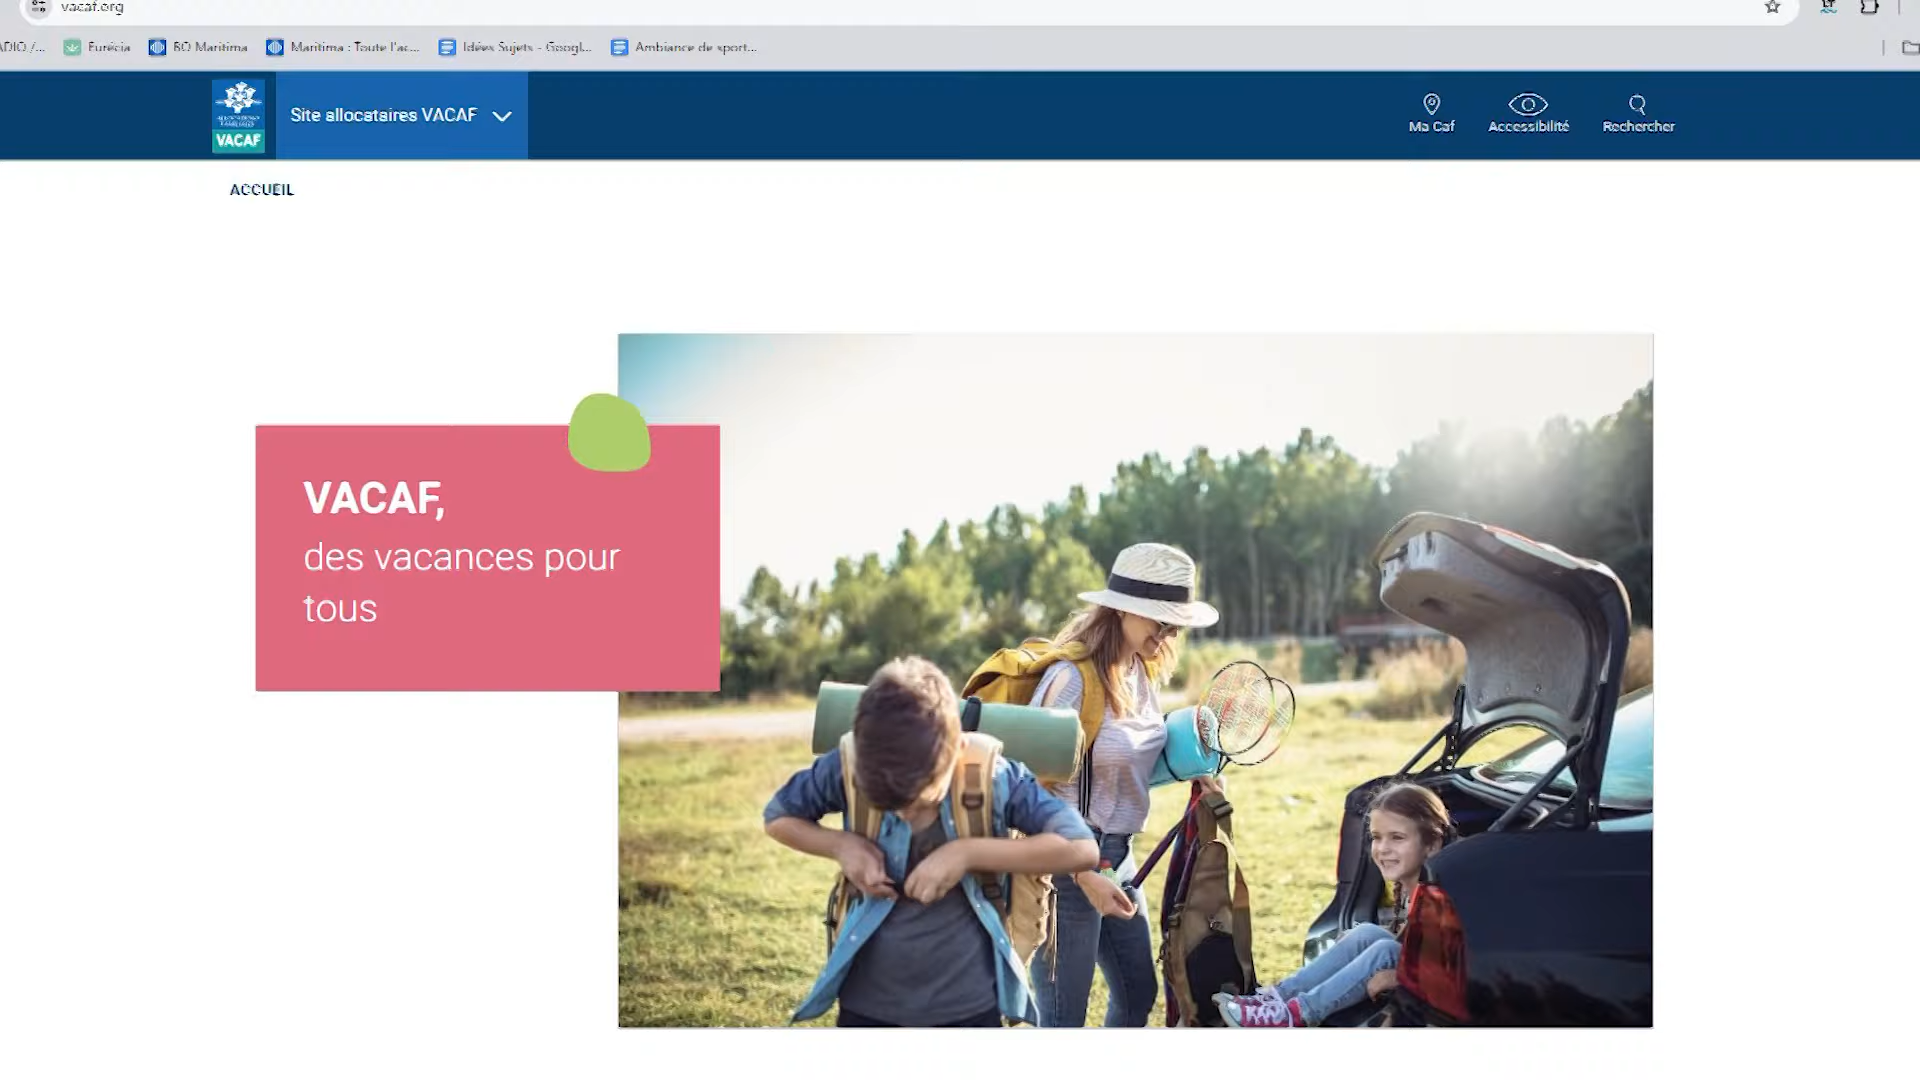 vacaf.org
Eurécia
BO Maritima
Maritima : Toute l'ac...
Idées Sujets - Googl...
Ambiance de sport...
VACAF
Site allocataires VACAF
Ma Caf
Accessibilité
Rechercher
ACCUEIL
VACAF,
des vacances pour
tous